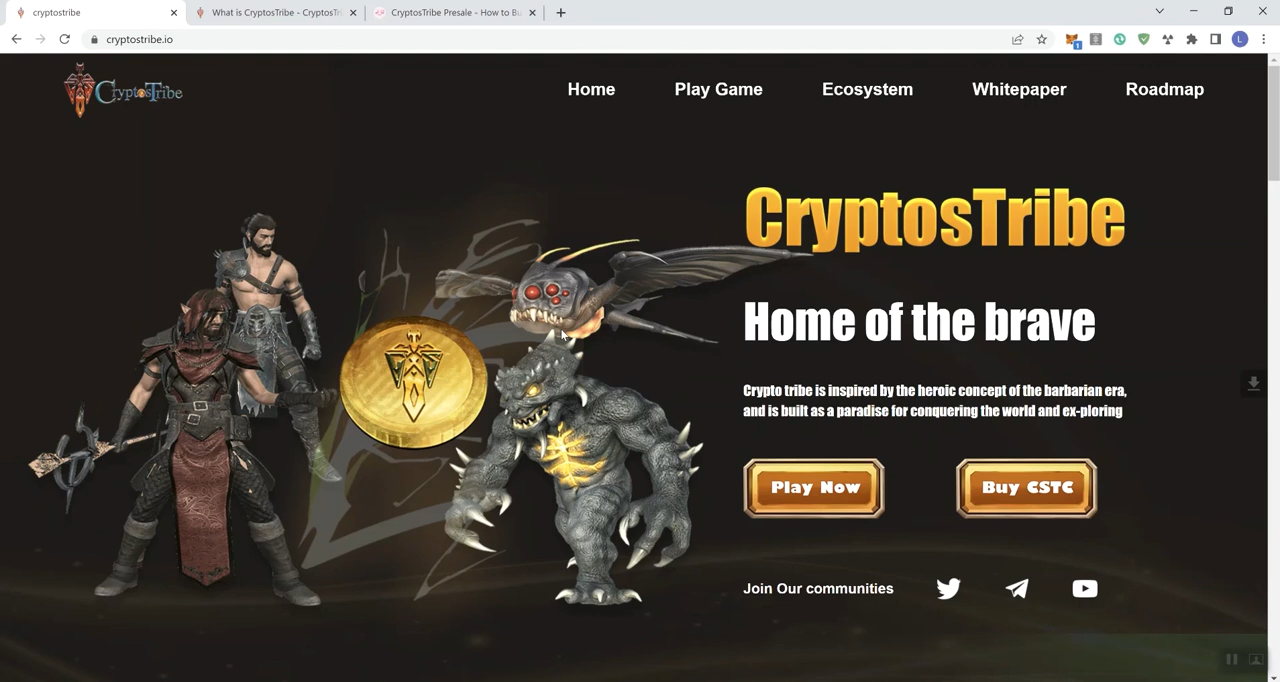 cryptostribe
What is CryptosTribe - CryptosTri
CryptosTribe Presale - How to Bu
cryptostribe.io
1
L
CryptosTribe
Home
Play Game
Ecosystem
Whitepaper
Roadmap
CryptosTribe
Home of the brave
Crypto tribe is inspired by the heroic concept of the barbarian era,
and is built as a paradise for conquering the world and ex-ploring
Play Now
Buy CSTC
Join Our communities